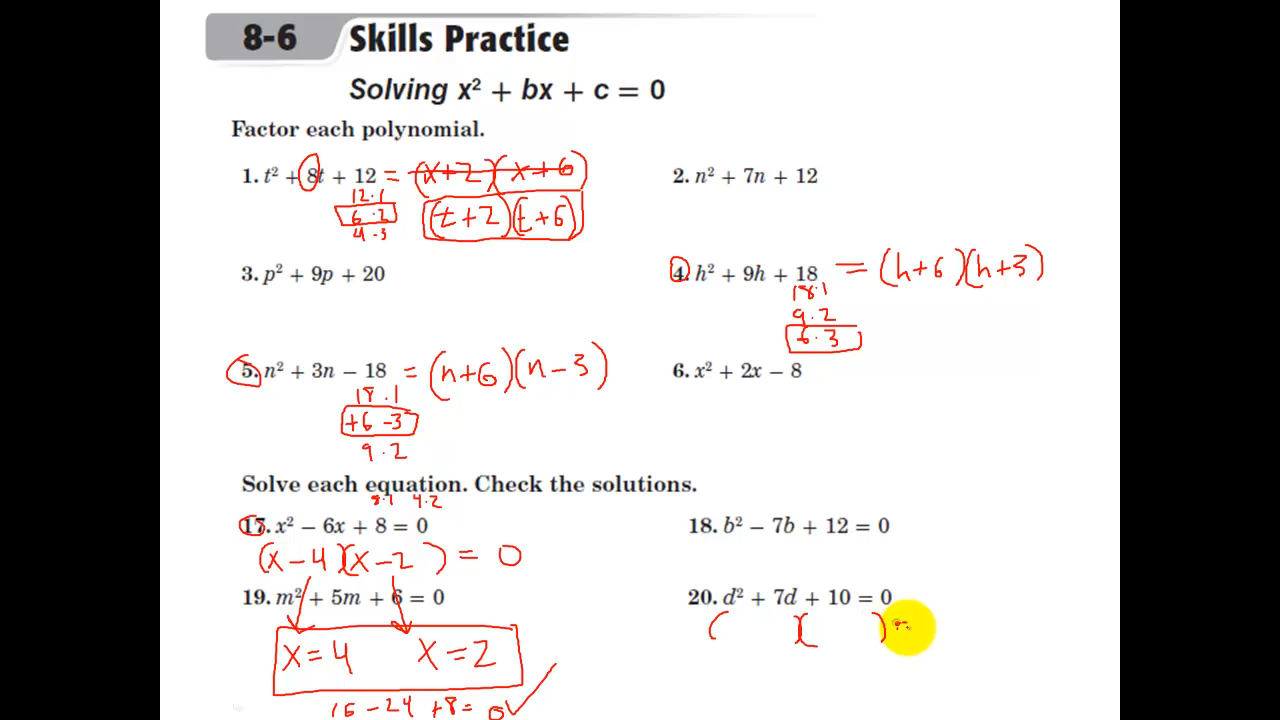 8-6 Skills Practice
Solving x² + bx + c = 0
Factor each polynomial.
1. t² + 8t + 12 = (x+2)(x+6)
12·1
6·2
4-3
(t+2)(t+6)
2. n² + 7n + 12
3. p² + 9p + 20
4. h² + 9h + 18 = (h+6)(h+3)
18·1
9·2
6·3
5. n² + 3n − 18 = (n+6)(n−3)
18·1
+6 -3
9·2
6. x² + 2x − 8
Solve each equation. Check the solutions.
8·1 4·2
17. x² − 6x + 8 = 0
(x−4)(x−2) = 0
18. b² − 7b + 12 = 0
19. m² + 5m + 6 = 0
20. d² + 7d + 10 = 0
( )( )
x=4 x=2
16 −24 +8= 0